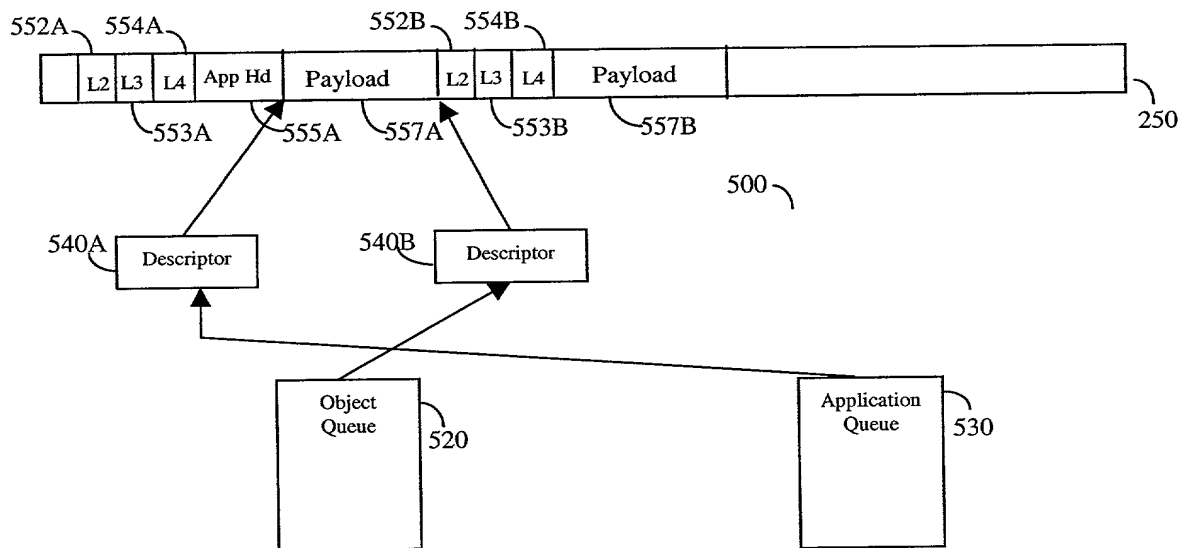 552A 554A 552B 554B
L2 L3 L4 App Hd Payload L2 L3 L4 Payload
553A 555A 557A 553B 557B 250
500
540A Descriptor 540B Descriptor
Object
Queue
520
Application
Queue
530